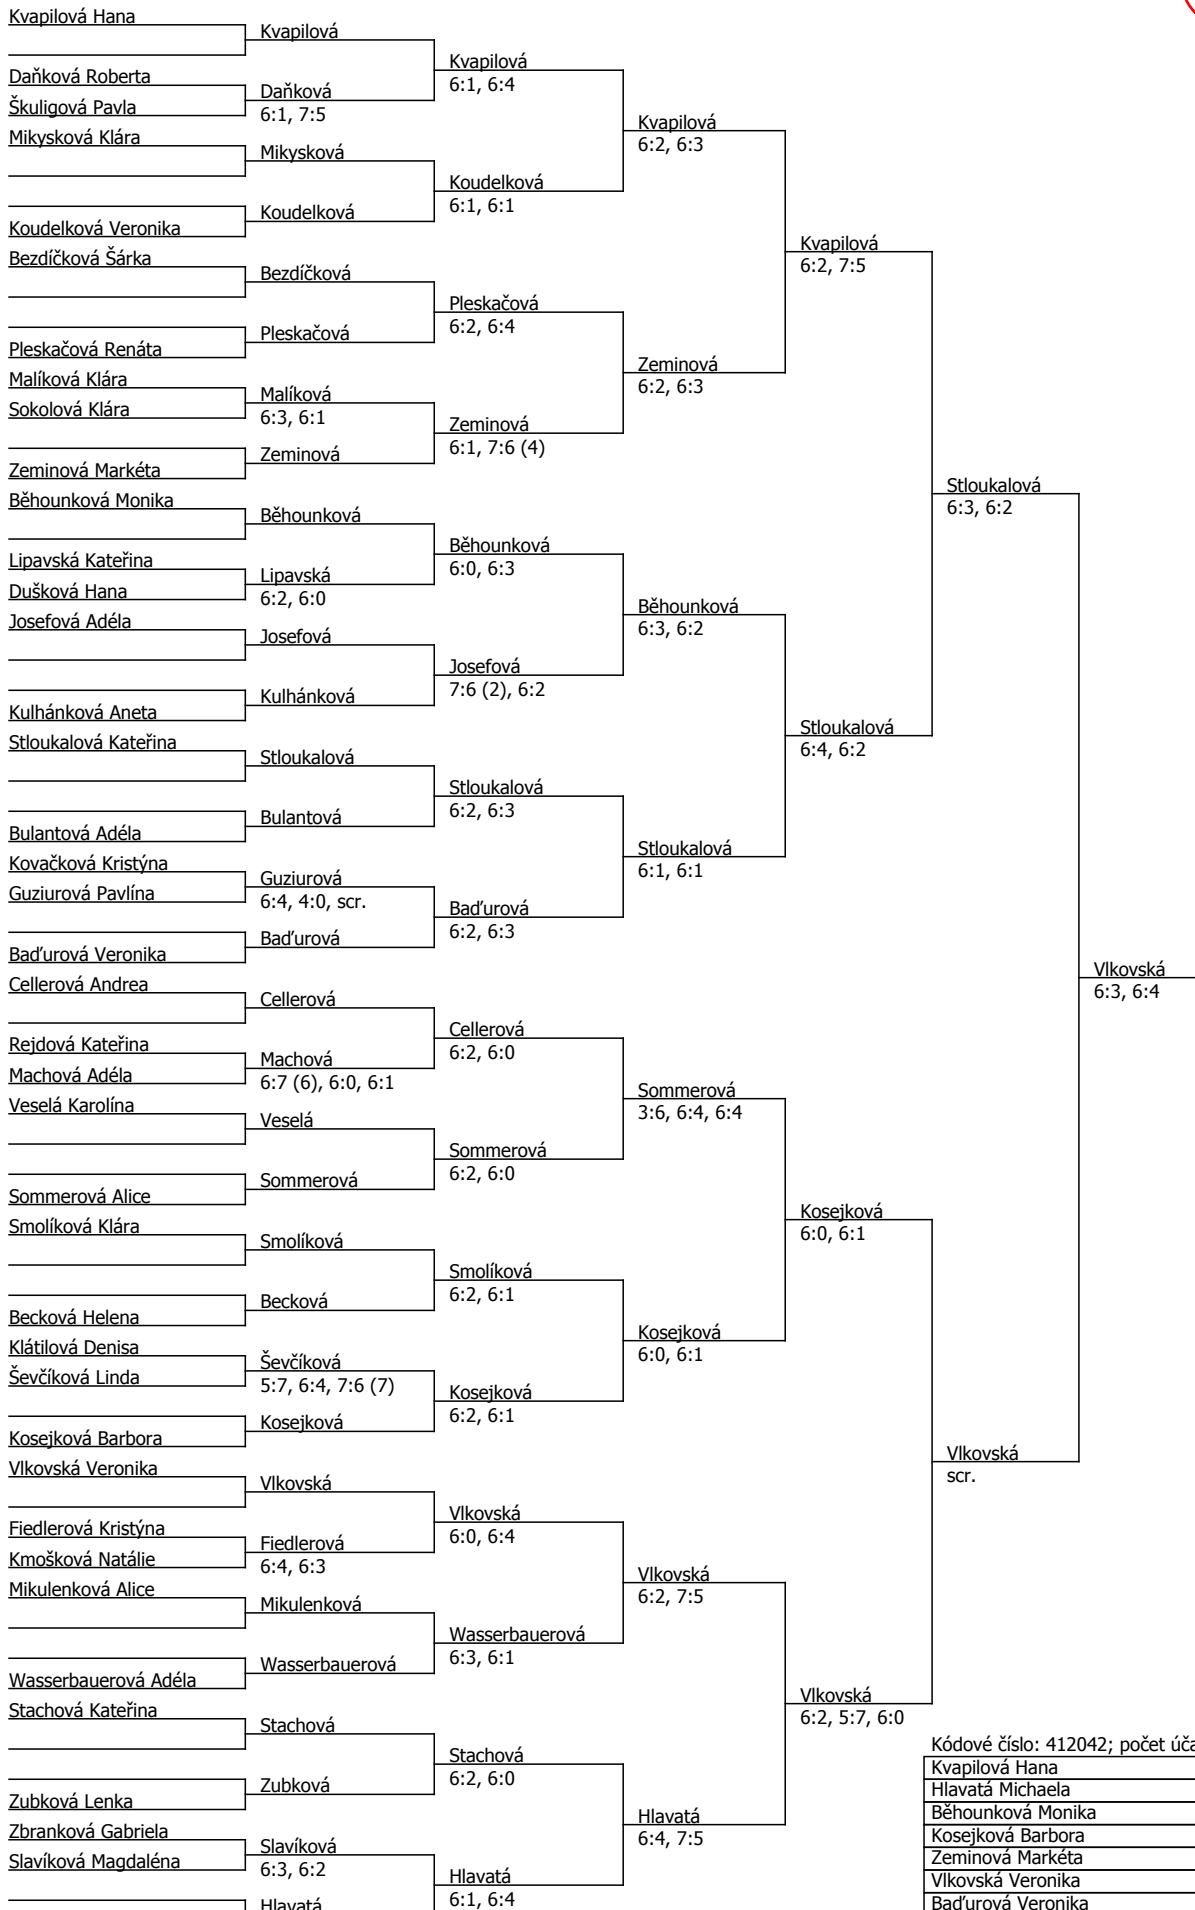 Kvapilová Hana
Kvapilová
Kvapilová
6:1, 6:4
Daňková Roberta
Daňková
Škuligová Pavla
6:1, 7:5
Kvapilová
6:2, 6:3
Mikysková Klára
Mikysková
Koudelková
6:1, 6:1
Koudelková
Koudelková Veronika
Kvapilová
6:2, 7:5
Bezdíčková Šárka
Bezdíčková
Pleskačová
6:2, 6:4
Pleskačová
Pleskačová Renáta
Zeminová
6:2, 6:3
Malíková Klára
Malíková
Sokolová Klára
6:3, 6:1
Zeminová
6:1, 7:6 (4)
Zeminová
Zeminová Markéta
Stloukalová
6:3, 6:2
Běhounková Monika
Běhounková
Běhounková
6:0, 6:3
Lipavská Kateřina
Lipavská
Dušková Hana
6:2, 6:0
Běhounková
6:3, 6:2
Josefová Adéla
Josefová
Josefová
7:6 (2), 6:2
Kulhánková
Kulhánková Aneta
Stloukalová
6:4, 6:2
Stloukalová Kateřina
Stloukalová
Stloukalová
6:2, 6:3
Bulantová
Bulantová Adéla
Stloukalová
6:1, 6:1
Kovačková Kristýna
Guziurová
Guziurová Pavlína
6:4, 4:0, scr.
Baďurová
6:2, 6:3
Baďurová
Baďurová Veronika
Vlkovská
6:3, 6:4
Cellerová Andrea
Cellerová
Cellerová
6:2, 6:0
Rejdová Kateřina
Machová
Machová Adéla
6:7 (6), 6:0, 6:1
Sommerová
3:6, 6:4, 6:4
Veselá Karolína
Veselá
Sommerová
6:2, 6:0
Sommerová
Sommerová Alice
Kosejková
6:0, 6:1
Smolíková Klára
Smolíková
Smolíková
6:2, 6:1
Becková
Becková Helena
Kosejková
6:0, 6:1
Klátilová Denisa
Ševčíková
Ševčíková Linda
5:7, 6:4, 7:6 (7)
Kosejková
6:2, 6:1
Kosejková
Kosejková Barbora
Vlkovská
scr.
Vlkovská Veronika
Vlkovská
Vlkovská
6:0, 6:4
Fiedlerová Kristýna
Fiedlerová
Kmošková Natálie
6:4, 6:3
Vlkovská
6:2, 7:5
Mikulenková Alice
Mikulenková
Wasserbauerová
6:3, 6:1
Wasserbauerová
Wasserbauerová Adéla
Vlkovská
6:2, 5:7, 6:0
Stachová Kateřina
Stachová
Stachová
6:2, 6:0
Zubková
Zubková Lenka
Hlavatá
6:4, 7:5
Zbranková Gabriela
Slavíková
Slavíková Magdaléna
6:3, 6:2
Hlavatá
6:1, 6:4
Hlavatá
Kódové číslo: 412042; počet úča
Kvapilová Hana
Hlavatá Michaela
Běhounková Monika
Kosejková Barbora
Zeminová Markéta
Vlkovská Veronika
Baďurová Veronika